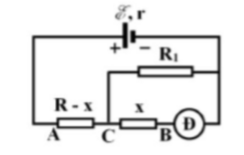 ℰ, r
+ −
R₁
R - x x Đ
A C B